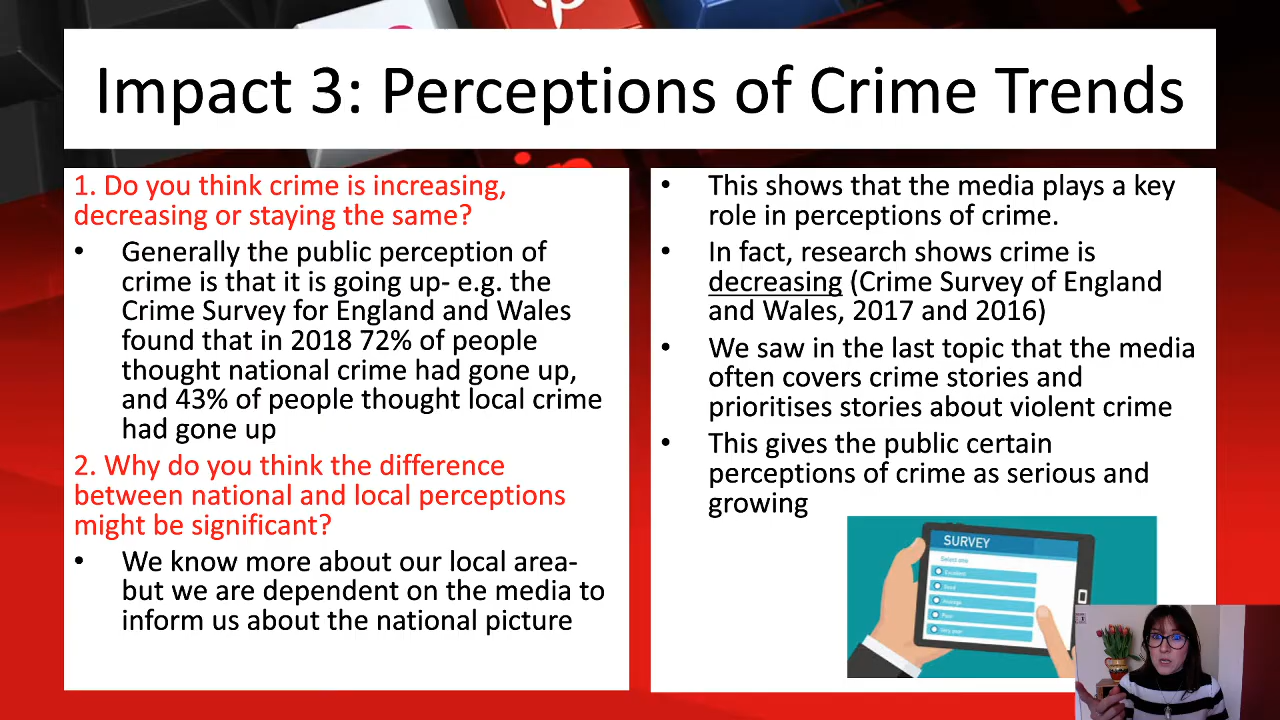 Impact 3: Perceptions of Crime Trends
1. Do you think crime is increasing,
decreasing or staying the same?
• Generally the public perception of
crime is that it is going up- e.g. the
Crime Survey for England and Wales
found that in 2018 72% of people
thought national crime had gone up,
and 43% of people thought local crime
had gone up
2. Why do you think the difference
between national and local perceptions
might be significant?
• We know more about our local area-
but we are dependent on the media to
inform us about the national picture
• This shows that the media plays a key
role in perceptions of crime.
• In fact, research shows crime is
decreasing (Crime Survey of England
and Wales, 2017 and 2016)
• We saw in the last topic that the media
often covers crime stories and
prioritises stories about violent crime
• This gives the public certain
perceptions of crime as serious and
growing
SURVEY
Select one
Excellent
Good
Average
Poor
Very poor